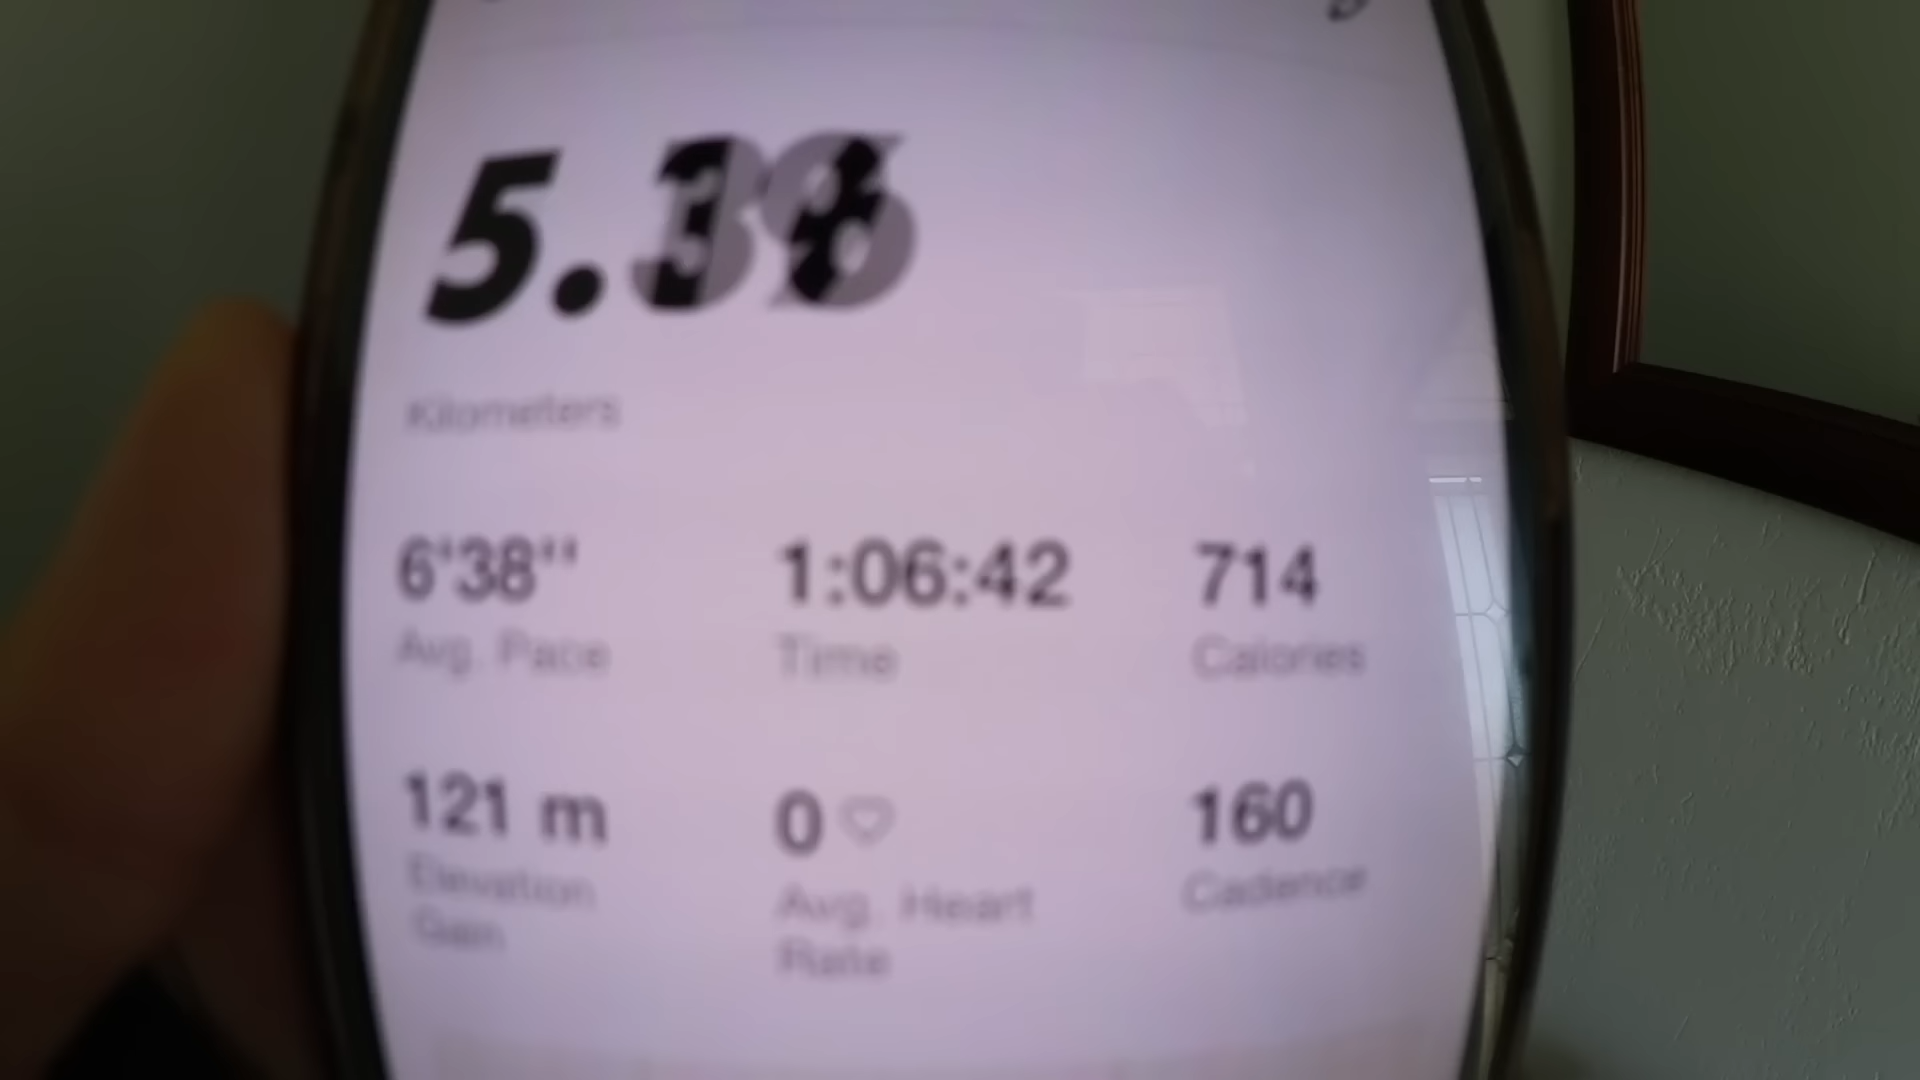 5.
Kilometers
6'38"
1:06:42
714
Avg. Pace
Time
Calories
121 m
0
160
Elevation
Gain
Avg. Heart
Rate
Cadence